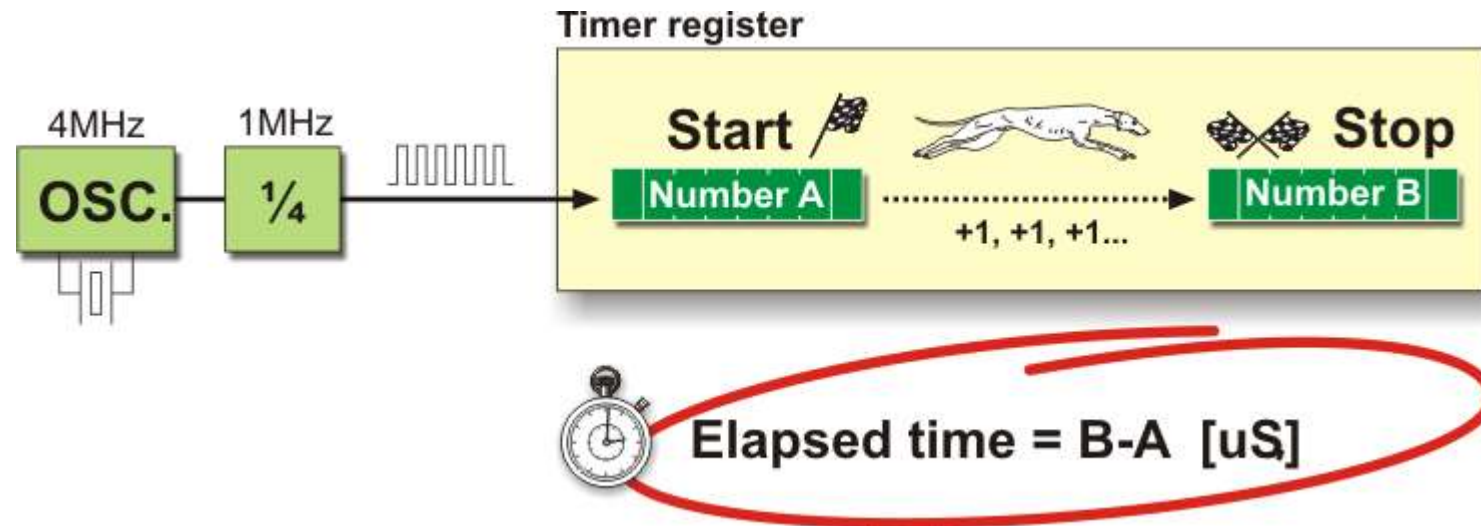 Timer register
4MHz
1MHz
OSC.
¼
Start
Stop
Number A
Number B
+1, +1, +1...
Elapsed time = B-A [uS]